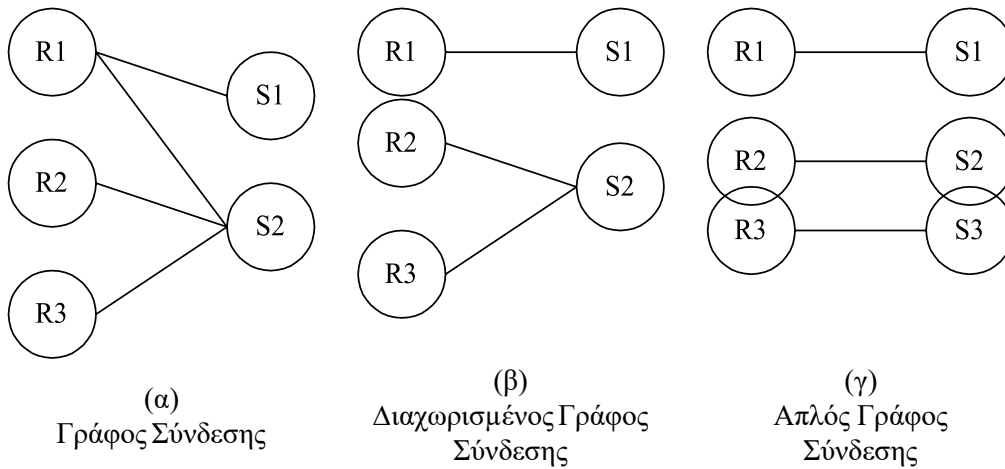 R1
S1
R2
S2
R3
(α)
Γράφος Σύνδεσης
R1
S1
R2
S2
R3
(β)
Διαχωρισμένος Γράφος
Σύνδεσης
R1
S1
R2
S2
R3
S3
(γ)
Απλός Γράφος
Σύνδεσης